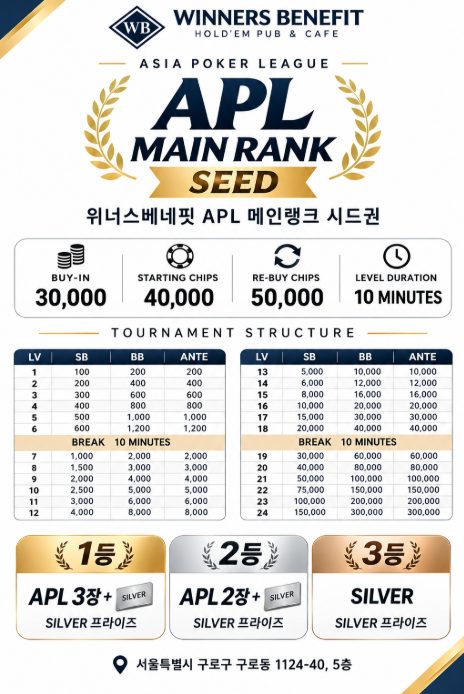 WB
WINNERS BENEFIT
HOLD'EM PUB & CAFE
ASIA POKER LEAGUE
APL
MAIN RANK
SEED
위너스베네핏 APL 메인랭크 시드권
BUY-IN
30,000
STARTING CHIPS
40,000
RE-BUY CHIPS
50,000
LEVEL DURATION
10 MINUTES
TOURNAMENT STRUCTURE
LV SB BB ANTE
1 100 200 200
2 200 400 400
3 300 600 600
4 400 800 800
5 500 1,000 1,000
6 600 1,200 1,200
BREAK 10 MINUTES
7 1,000 2,000 2,000
8 1,500 3,000 3,000
9 2,000 4,000 4,000
10 2,500 5,000 5,000
11 3,000 6,000 6,000
12 4,000 8,000 8,000
LV SB BB ANTE
13 5,000 10,000 10,000
14 6,000 12,000 12,000
15 8,000 16,000 16,000
16 10,000 20,000 20,000
17 15,000 30,000 30,000
18 20,000 40,000 40,000
BREAK 10 MINUTES
19 30,000 60,000 60,000
20 40,000 80,000 80,000
21 50,000 100,000 100,000
22 75,000 150,000 150,000
23 100,000 200,000 200,000
24 150,000 300,000 300,000
1등
APL 3장 + SILVER
SILVER 프라이즈
2등
APL 2장 + SILVER
SILVER 프라이즈
3등
SILVER
SILVER 프라이즈
서울특별시 구로구 구로동 1124-40, 5층